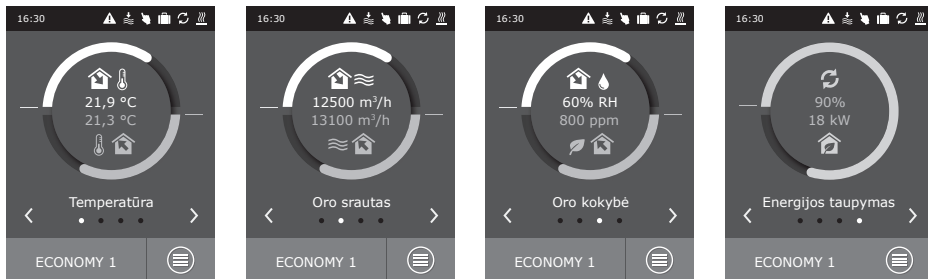 16:30
21,9 °C
21,3 °C
Temperatūra
ECONOMY 1
16:30
12500 m³/h
13100 m³/h
Oro srautas
ECONOMY 1
16:30
60% RH
800 ppm
Oro kokybė
ECONOMY 1
16:30
90%
18 kW
Energijos taupymas
ECONOMY 1